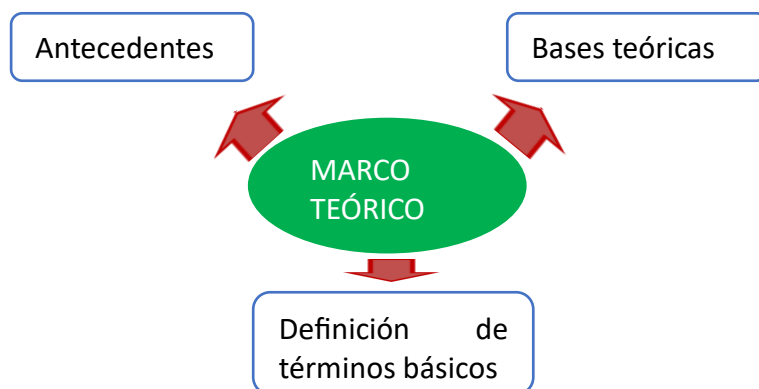 Antecedentes
Bases teóricas
MARCO
TEÓRICO
Definición de
términos básicos